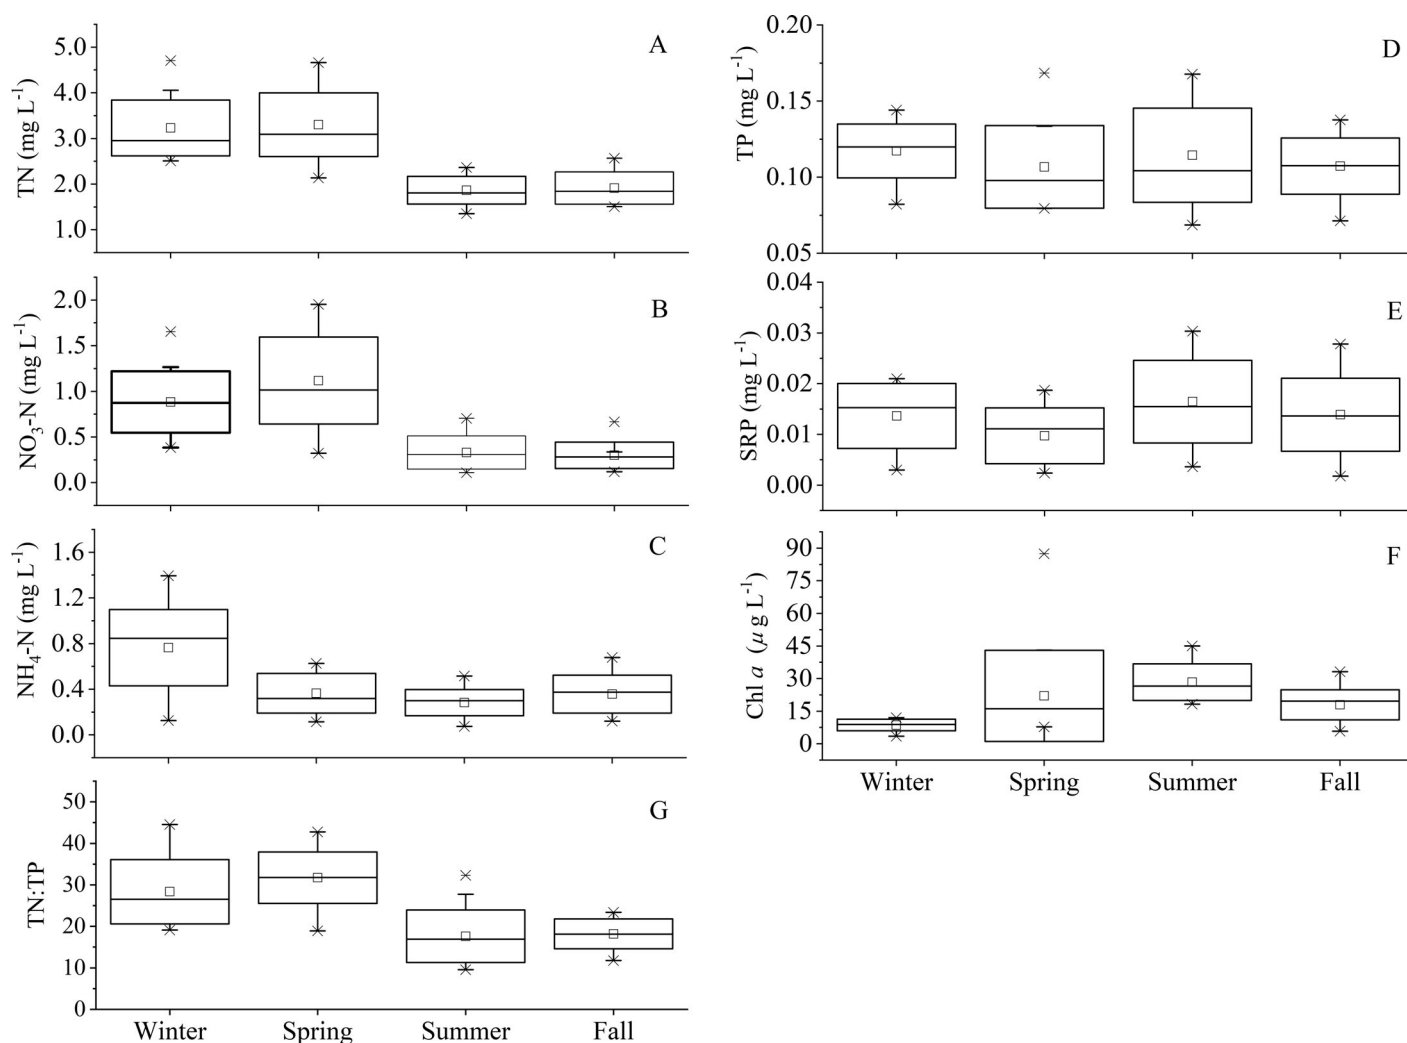 A
TN (mg L⁻¹)
5.0
4.0
3.0
2.0
1.0
B
NO₃-N (mg L⁻¹)
2.0
1.5
1.0
0.5
0.0
C
NH₄-N (mg L⁻¹)
1.6
1.2
0.8
0.4
0.0
G
TN:TP
50
40
30
20
10
0
Winter Spring Summer Fall
D
TP (mg L⁻¹)
0.20
0.15
0.10
0.05
E
SRP (mg L⁻¹)
0.04
0.03
0.02
0.01
0.00
F
Chl a (μ g L⁻¹)
90
75
60
45
30
15
0
Winter Spring Summer Fall